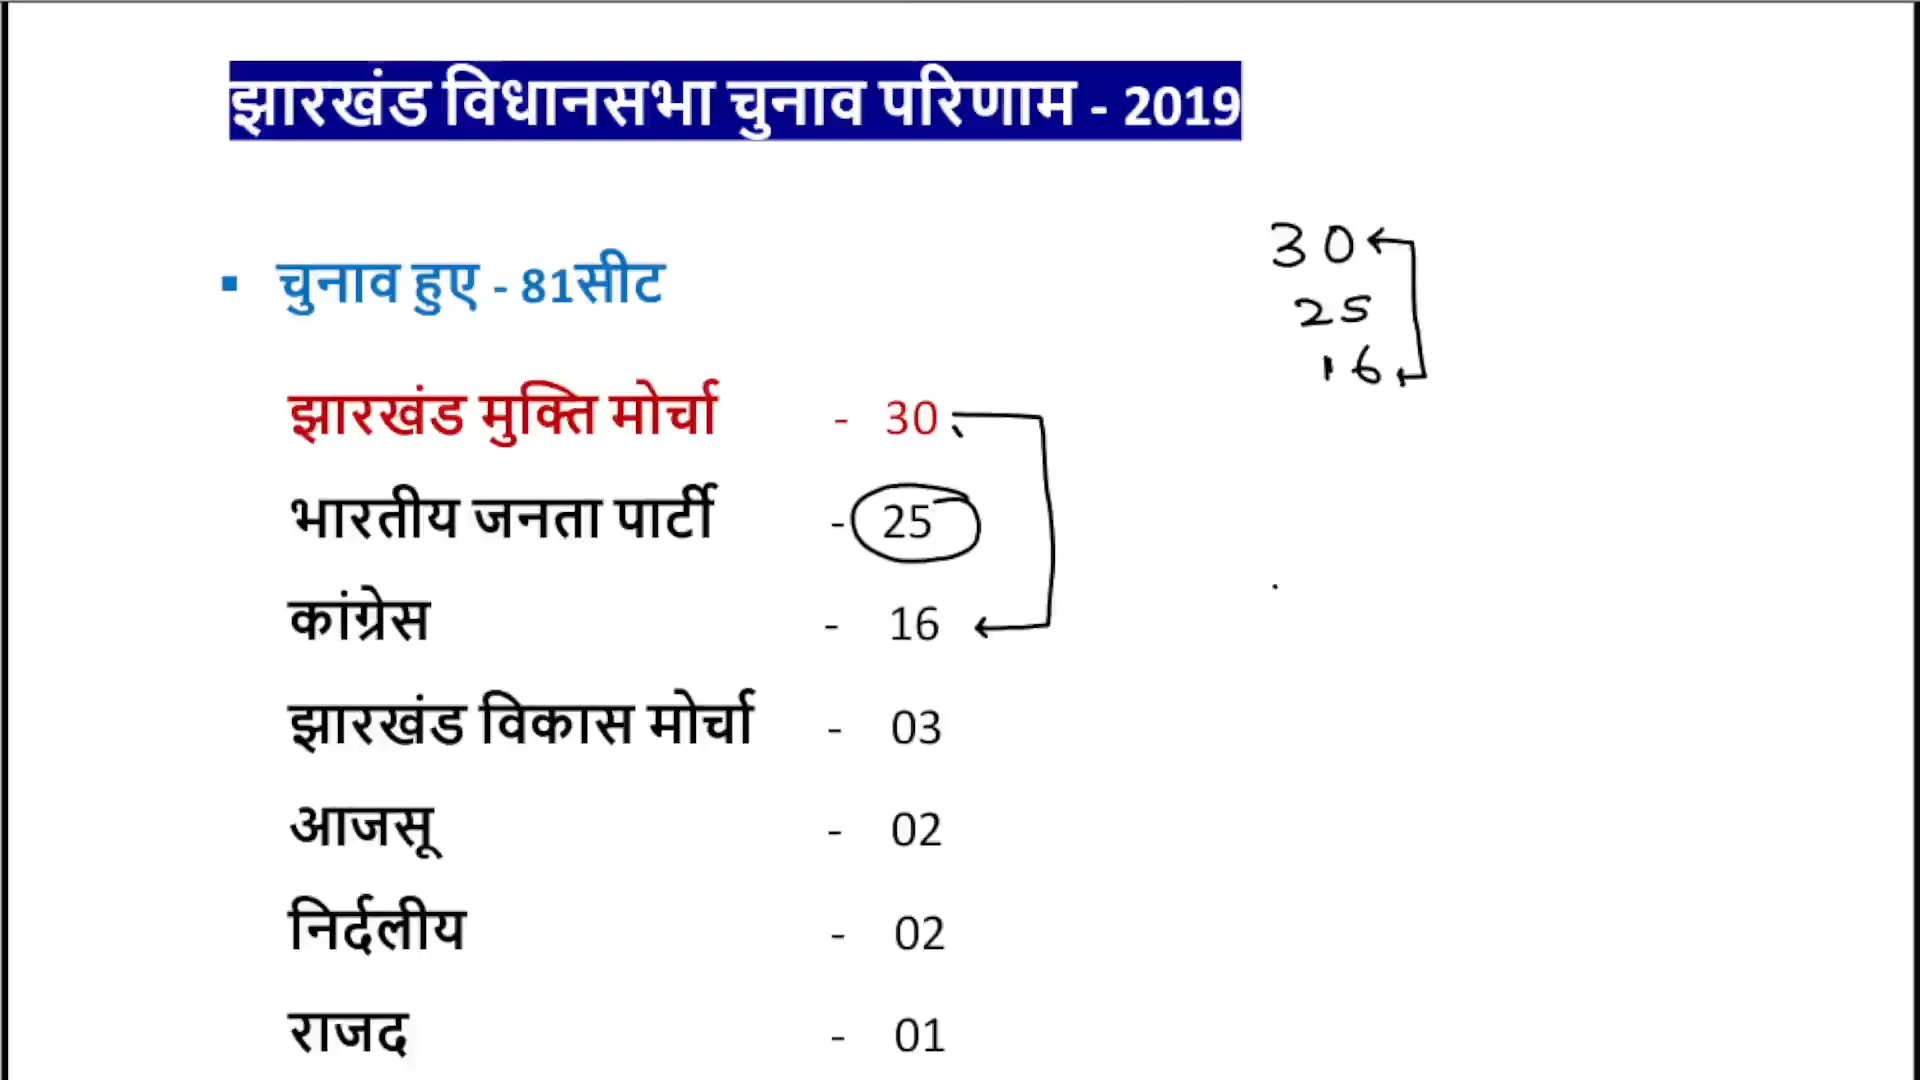 झारखंड विधानसभा चुनाव परिणाम - 2019
▪ चुनाव हुए - 81सीट
झारखंड मुक्ति मोर्चा - 30
भारतीय जनता पार्टी - 25
कांग्रेस - 16
झारखंड विकास मोर्चा - 03
आजसू - 02
निर्दलीय - 02
राजद - 01
30
25
16